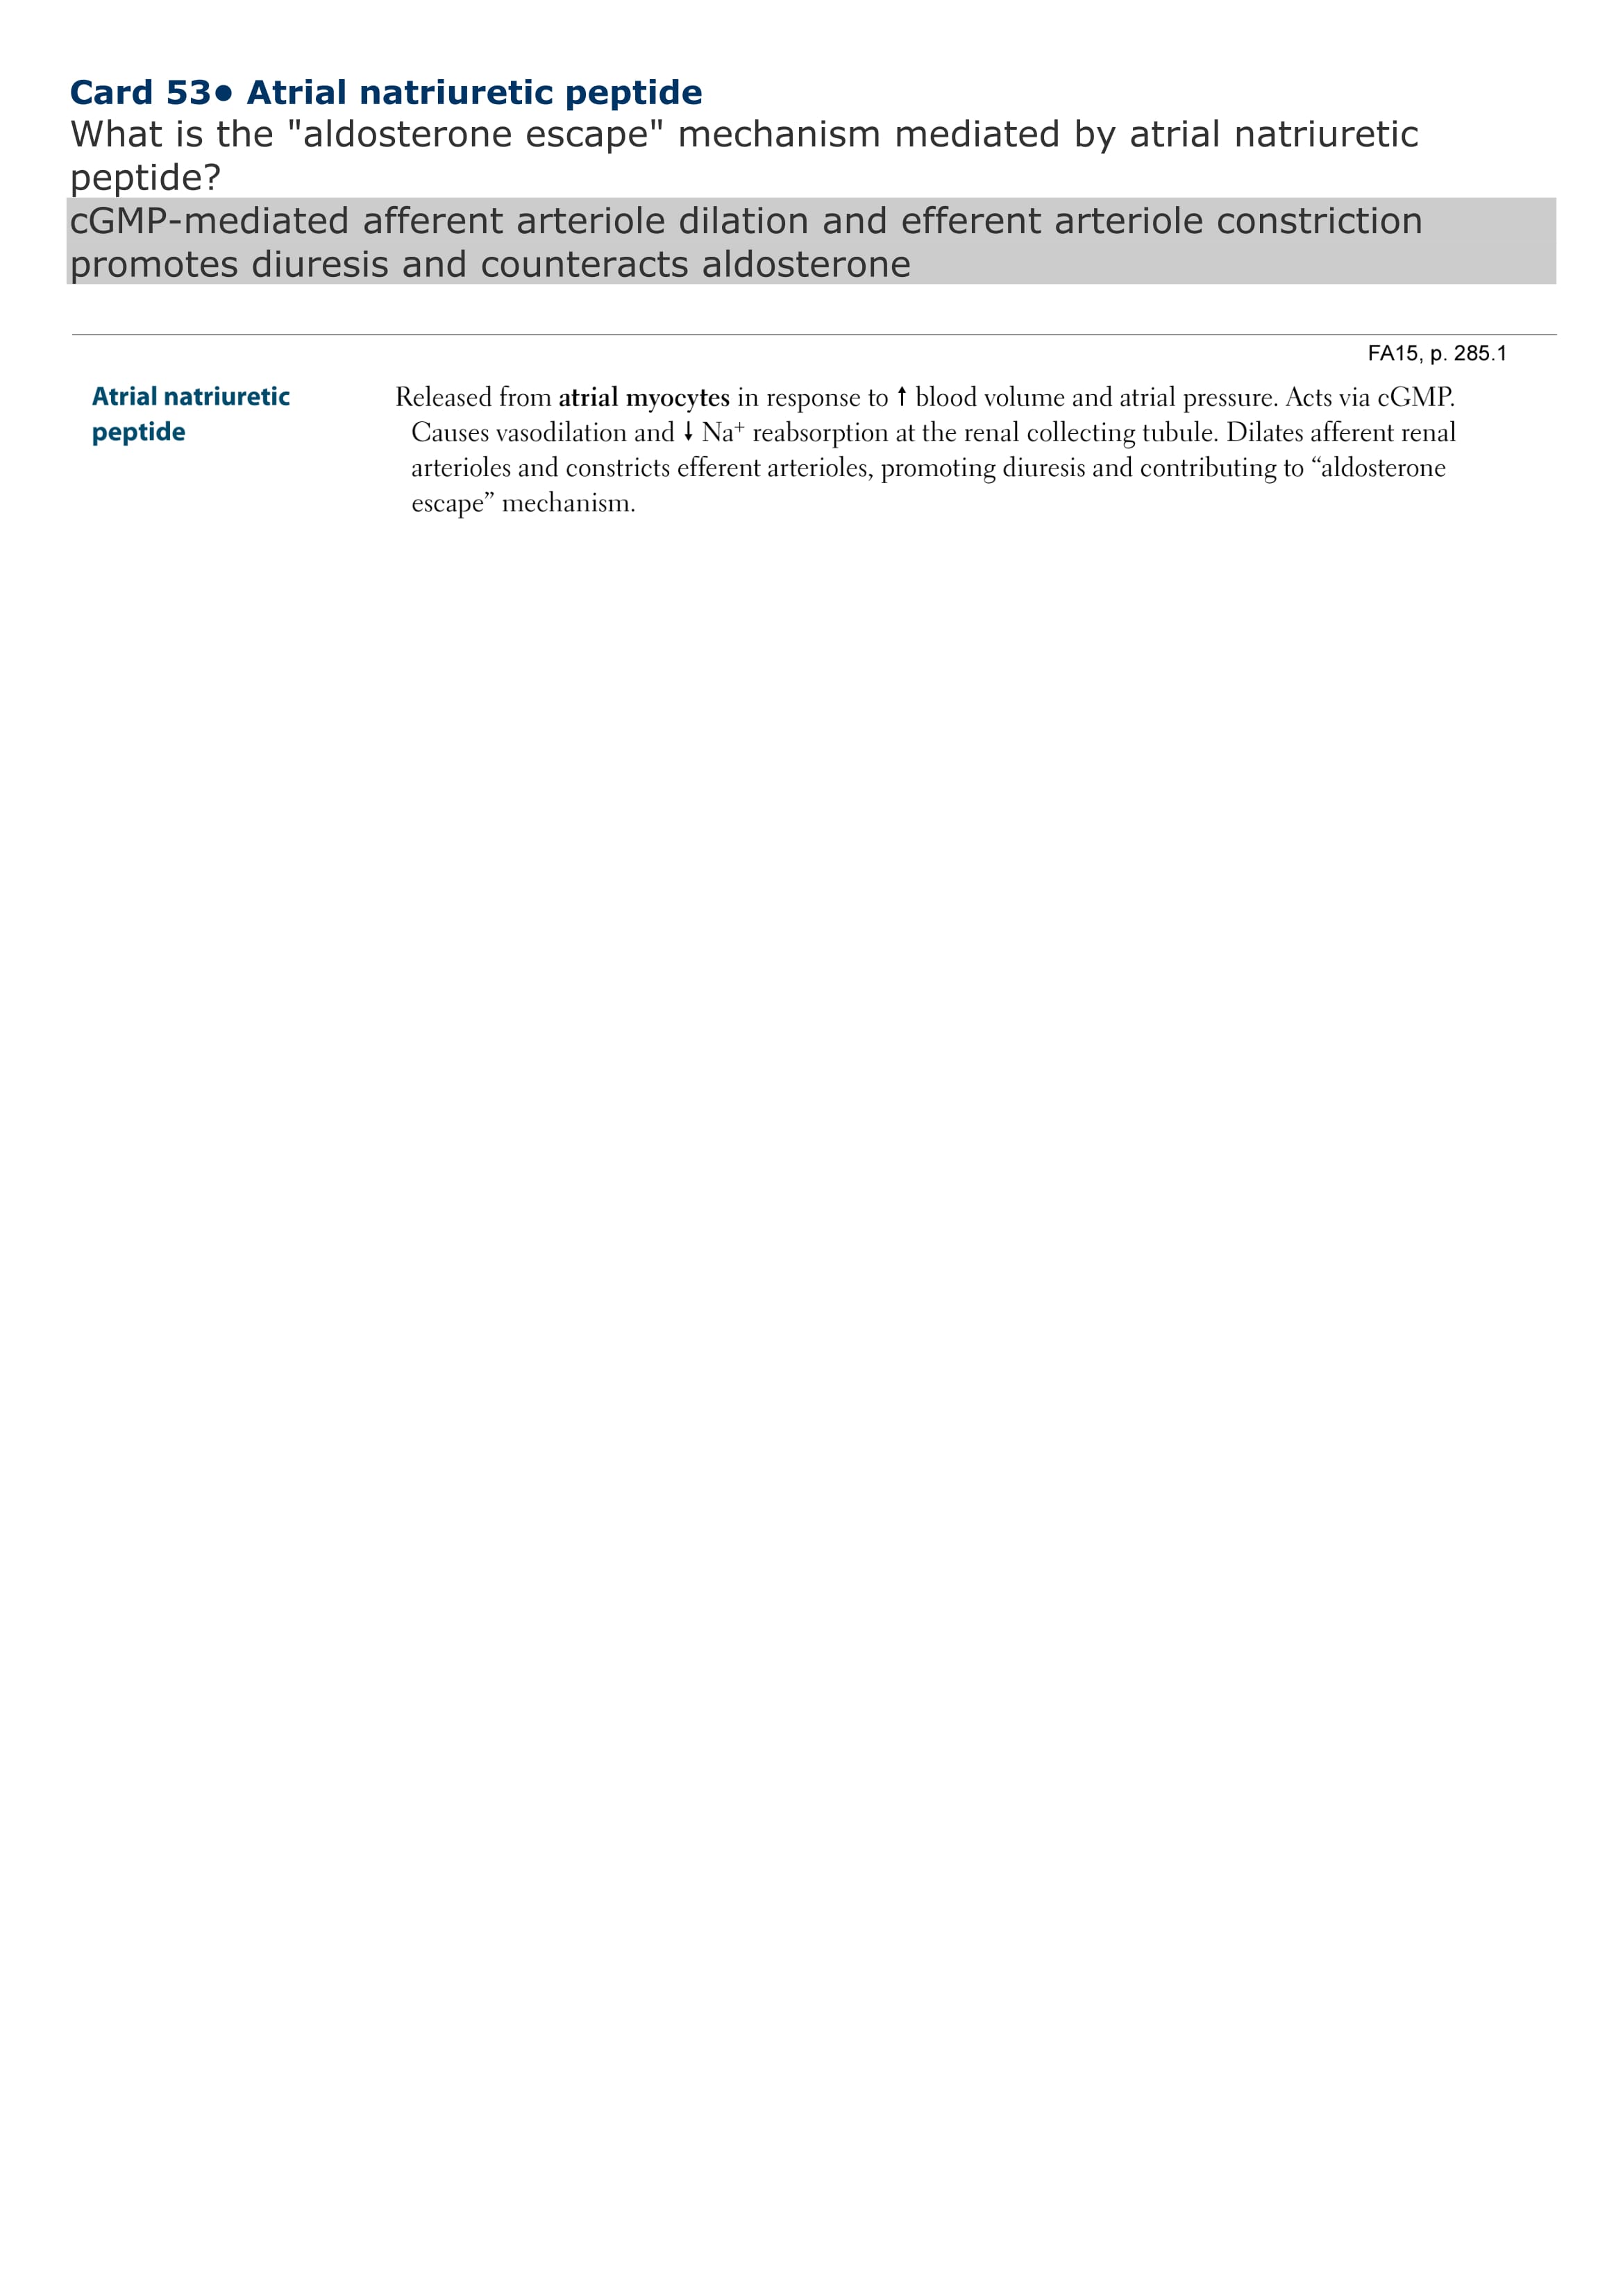 Card 53● Atrial natriuretic peptide
What is the "aldosterone escape" mechanism mediated by atrial natriuretic
peptide?
cGMP-mediated afferent arteriole dilation and efferent arteriole constriction
promotes diuresis and counteracts aldosterone
FA15, p. 285.1
Atrial natriuretic
peptide
Released from atrial myocytes in response to ↑ blood volume and atrial pressure. Acts via cGMP.
Causes vasodilation and ↓ Na⁺ reabsorption at the renal collecting tubule. Dilates afferent renal
arterioles and constricts efferent arterioles, promoting diuresis and contributing to “aldosterone
escape” mechanism.